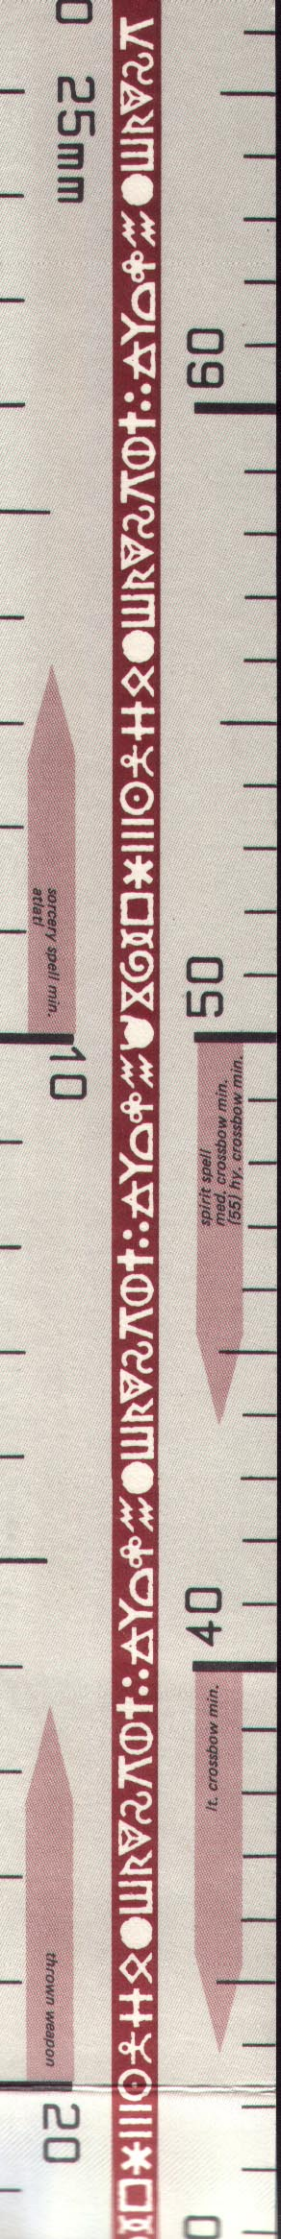 25mm
60
sorcery spell min.
atlatl
10
50
spirit spell
med. crossbow min.
(55) hy. crossbow min.
40
lt. crossbow min.
thrown weapon
20